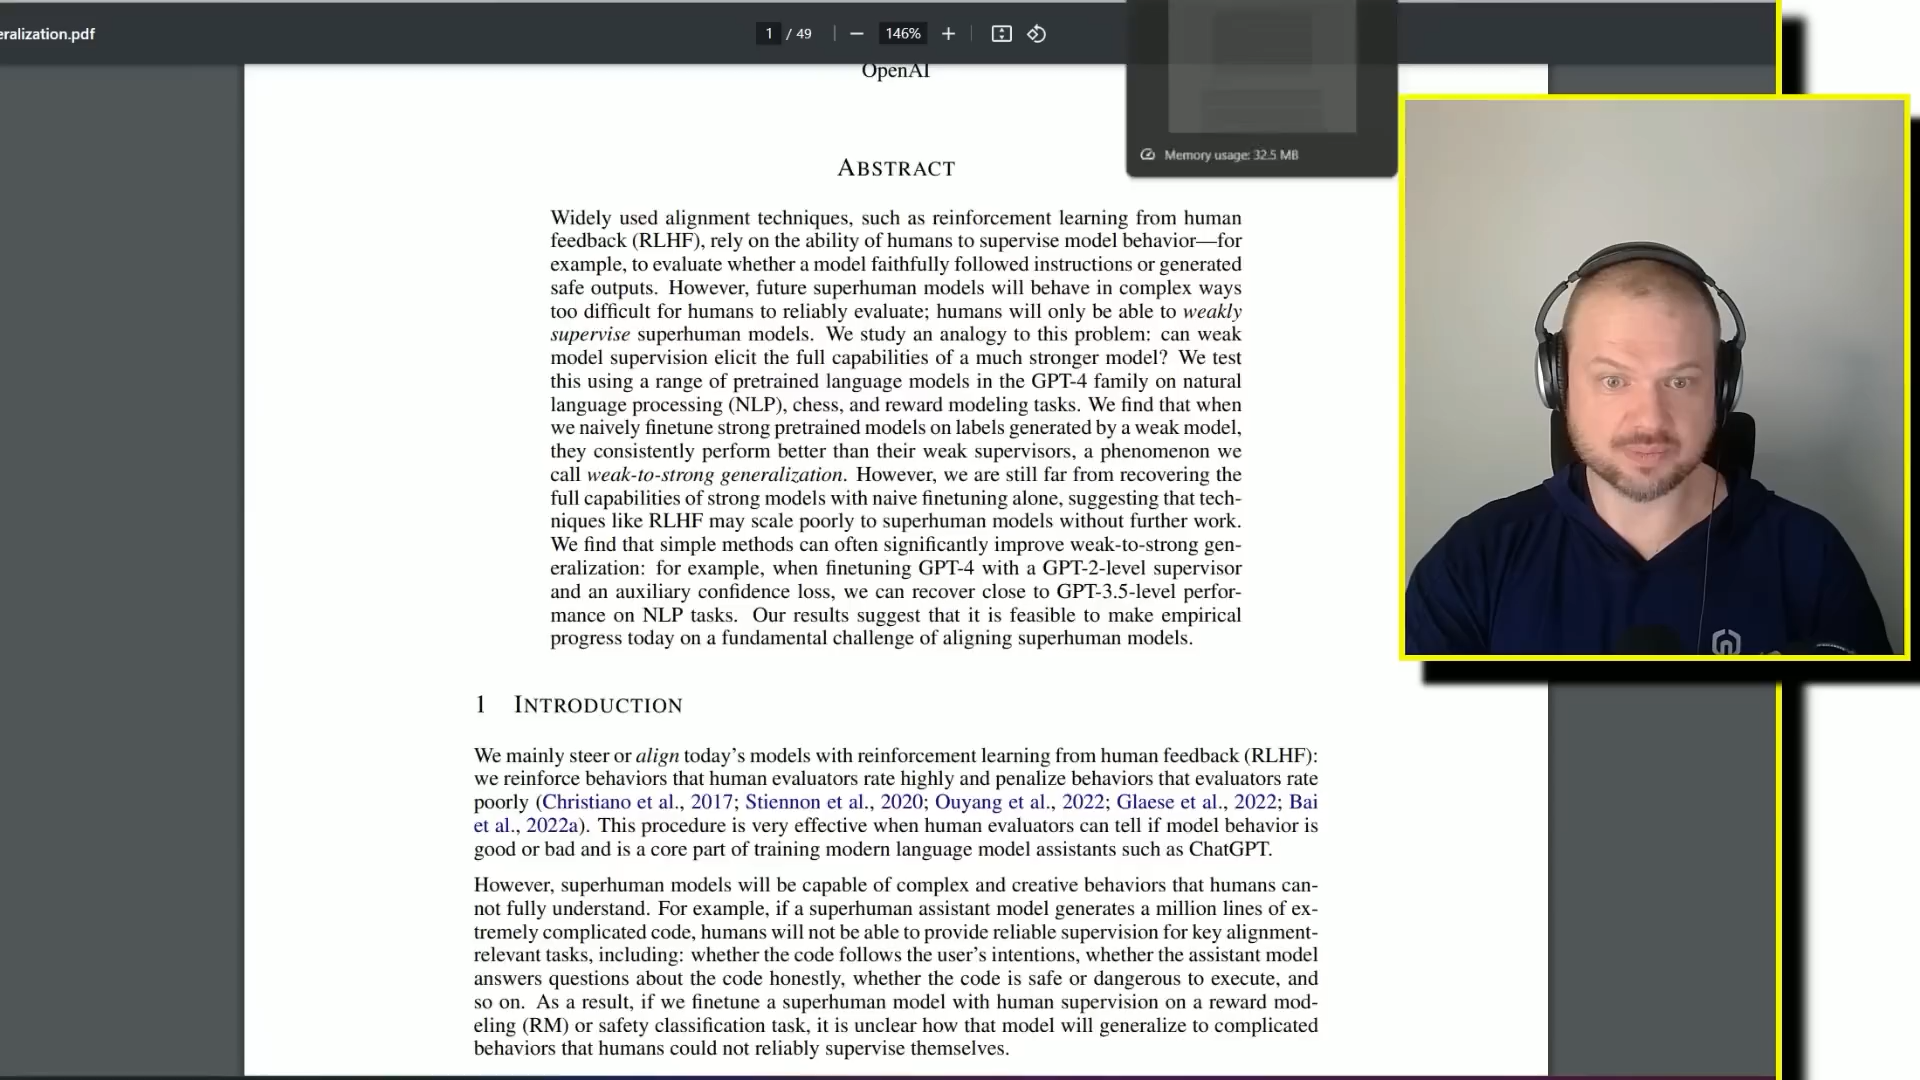 eralization.pdf
1 / 49
146%
OpenAI
Memory usage: 32.5 MB
ABSTRACT
Widely used alignment techniques, such as reinforcement learning from human
feedback (RLHF), rely on the ability of humans to supervise model behavior—for
example, to evaluate whether a model faithfully followed instructions or generated
safe outputs. However, future superhuman models will behave in complex ways
too difficult for humans to reliably evaluate; humans will only be able to weakly
supervise superhuman models. We study an analogy to this problem: can weak
model supervision elicit the full capabilities of a much stronger model? We test
this using a range of pretrained language models in the GPT-4 family on natural
language processing (NLP), chess, and reward modeling tasks. We find that when
we naively finetune strong pretrained models on labels generated by a weak model,
they consistently perform better than their weak supervisors, a phenomenon we
call weak-to-strong generalization. However, we are still far from recovering the
full capabilities of strong models with naive finetuning alone, suggesting that tech-
niques like RLHF may scale poorly to superhuman models without further work.
We find that simple methods can often significantly improve weak-to-strong gen-
eralization: for example, when finetuning GPT-4 with a GPT-2-level supervisor
and an auxiliary confidence loss, we can recover close to GPT-3.5-level perfor-
mance on NLP tasks. Our results suggest that it is feasible to make empirical
progress today on a fundamental challenge of aligning superhuman models.
1 INTRODUCTION
We mainly steer or align today's models with reinforcement learning from human feedback (RLHF):
we reinforce behaviors that human evaluators rate highly and penalize behaviors that evaluators rate
poorly (Christiano et al., 2017; Stiennon et al., 2020; Ouyang et al., 2022; Glaese et al., 2022; Bai
et al., 2022a). This procedure is very effective when human evaluators can tell if model behavior is
good or bad and is a core part of training modern language model assistants such as ChatGPT.
However, superhuman models will be capable of complex and creative behaviors that humans can-
not fully understand. For example, if a superhuman assistant model generates a million lines of ex-
tremely complicated code, humans will not be able to provide reliable supervision for key alignment-
relevant tasks, including: whether the code follows the user's intentions, whether the assistant model
answers questions about the code honestly, whether the code is safe or dangerous to execute, and
so on. As a result, if we finetune a superhuman model with human supervision on a reward mod-
eling (RM) or safety classification task, it is unclear how that model will generalize to complicated
behaviors that humans could not reliably supervise themselves.